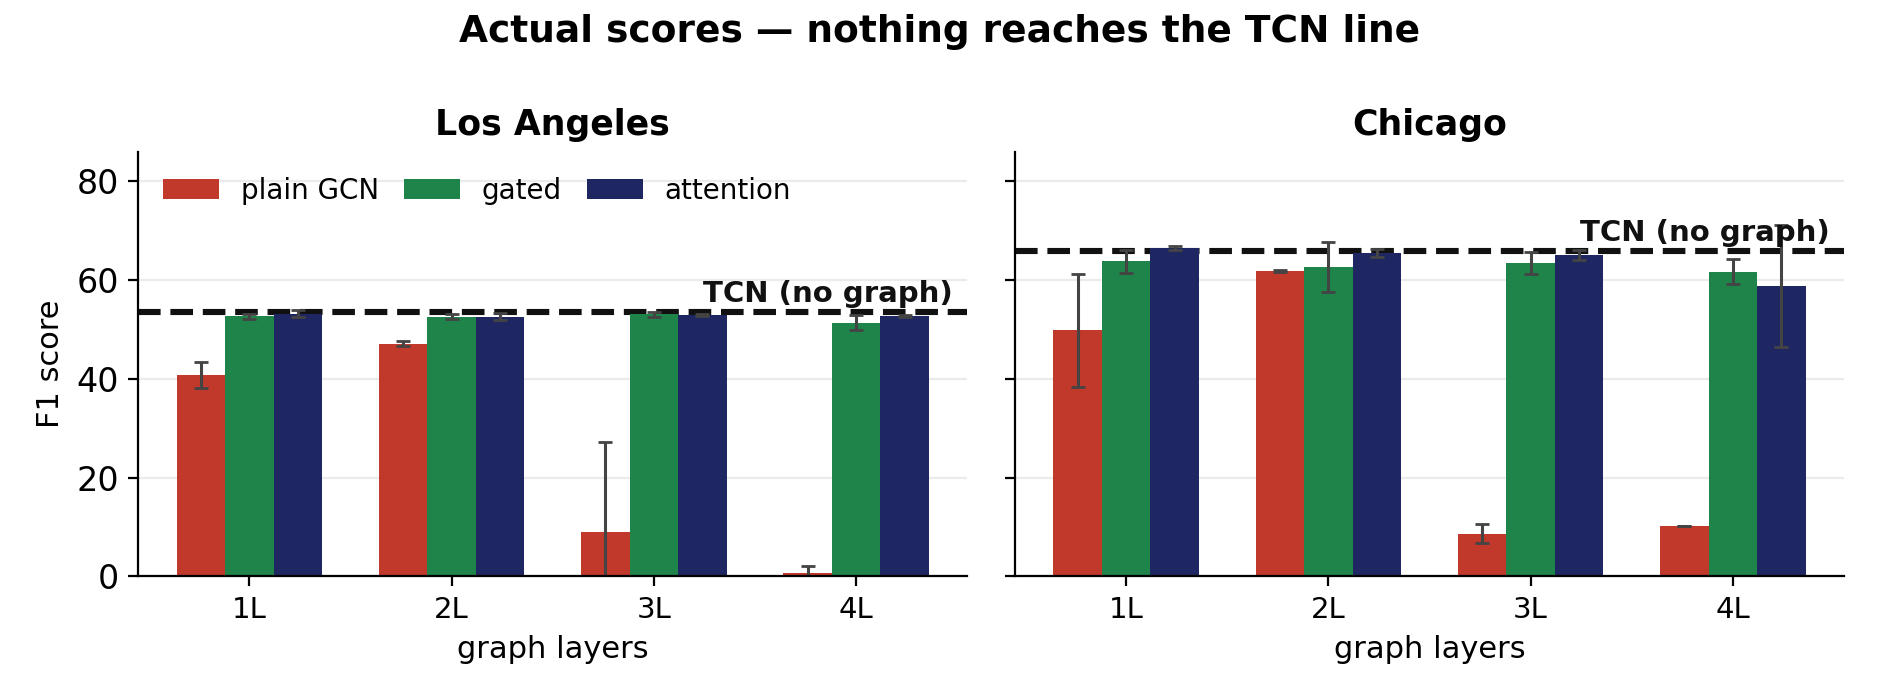 Actual scores — nothing reaches the TCN line
Los Angeles
Chicago
F1 score
80
60
40
20
0
plain GCN
gated
attention
TCN (no graph)
1L
2L
3L
4L
graph layers
TCN (no graph)
1L
2L
3L
4L
graph layers